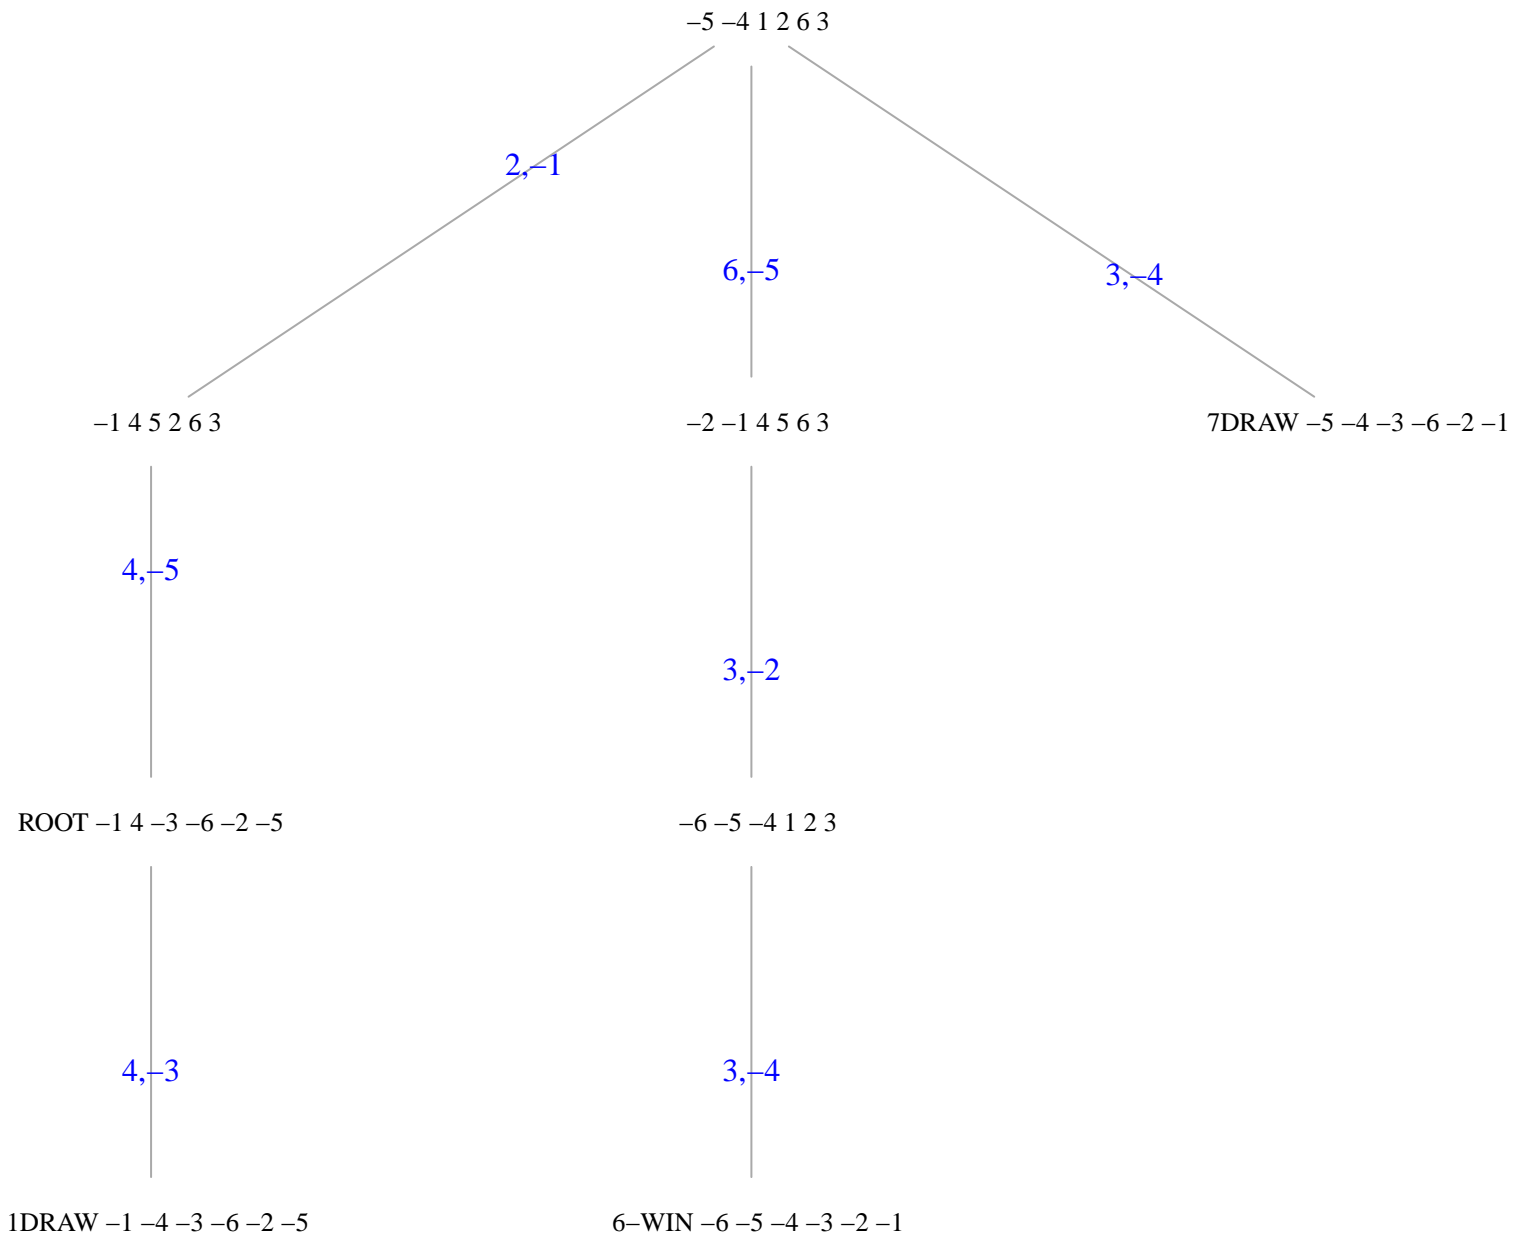 –5 –4 1 2 6 3
2,–1
6,–5
3,–4
–1 4 5 2 6 3
–2 –1 4 5 6 3
7DRAW –5 –4 –3 –6 –2 –1
4,–5
3,–2
ROOT –1 4 –3 –6 –2 –5
–6 –5 –4 1 2 3
4,–3
3,–4
1DRAW –1 –4 –3 –6 –2 –5
6–WIN –6 –5 –4 –3 –2 –1